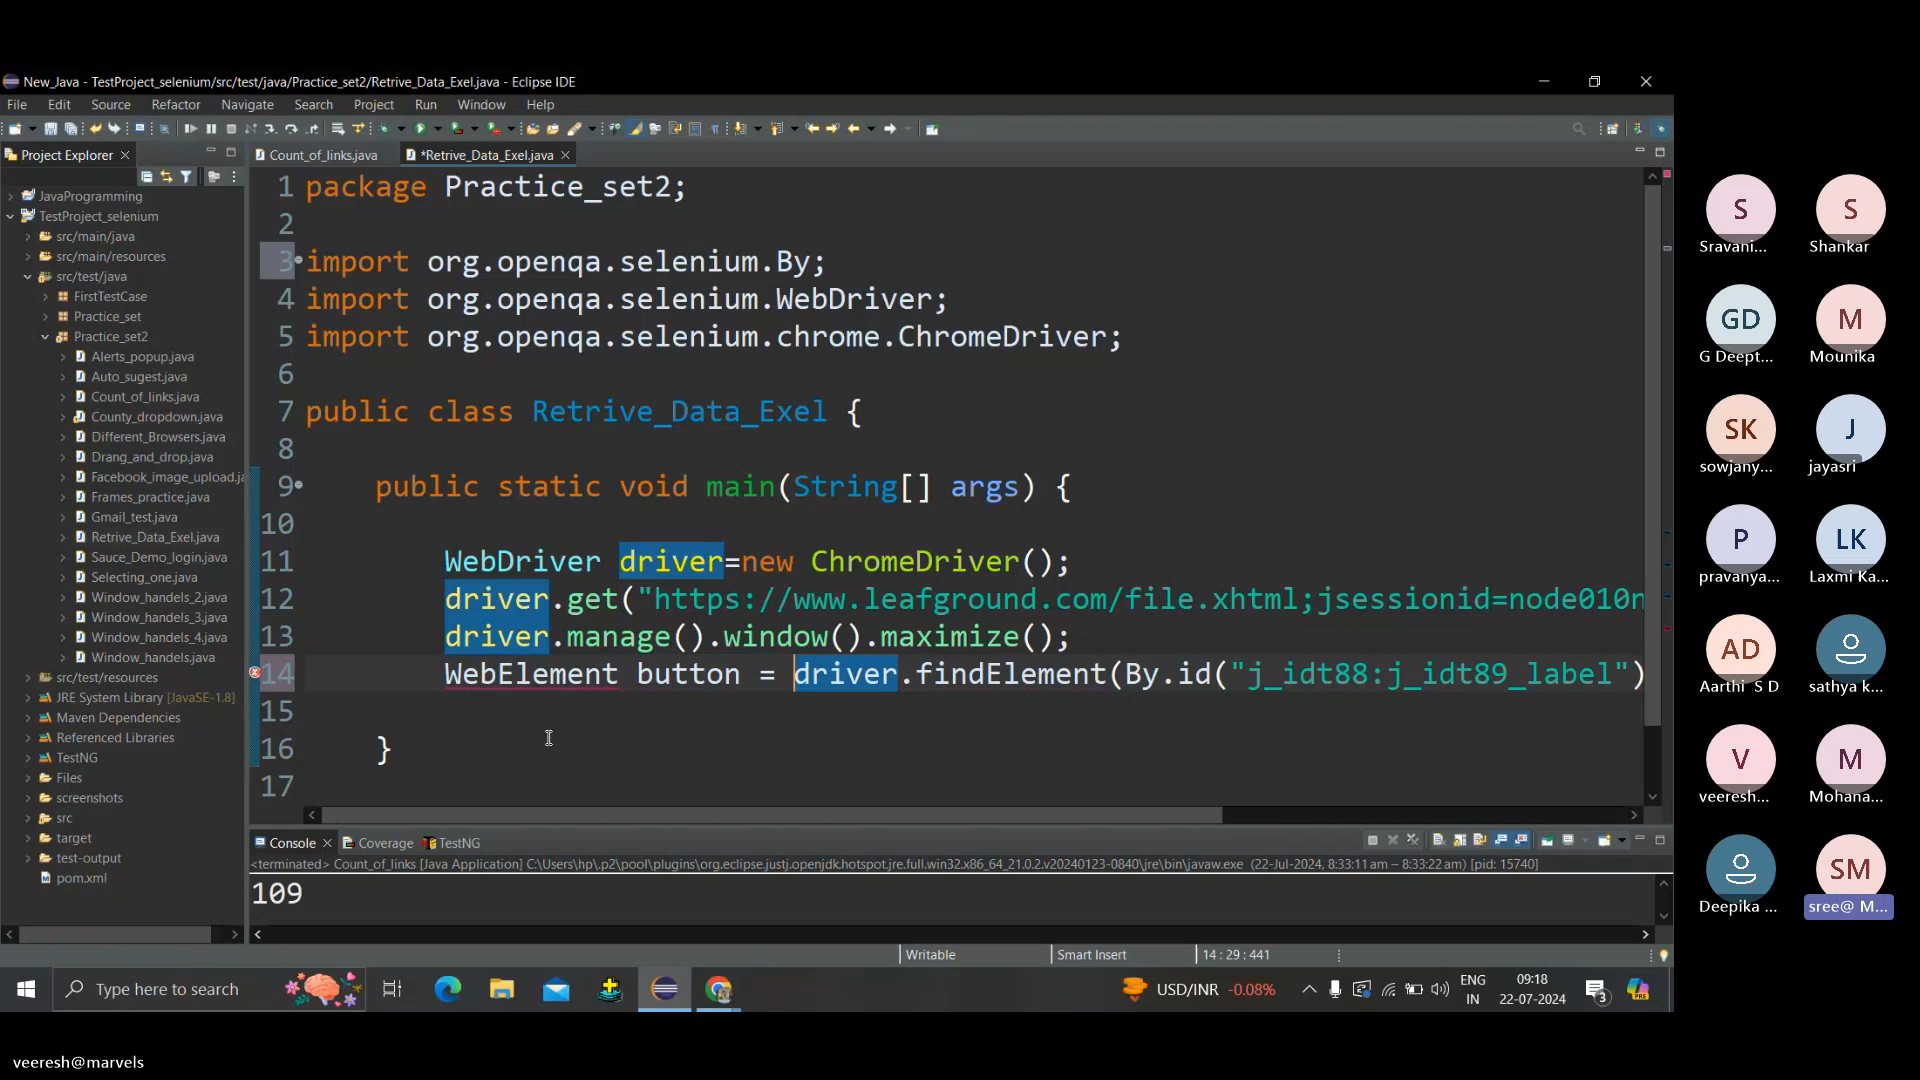 New_Java - TestProject_selenium/src/test/java/Practice_set2/Retrive_Data_Exel.java - Eclipse IDE
File Edit Source Refactor Navigate Search Project Run Window Help
Project Explorer
JavaProgramming
TestProject_selenium
src/main/java
src/main/resources
src/test/java
FirstTestCase
Practice_set
Practice_set2
Alerts_popup.java
Auto_sugest.java
Count_of_links.java
County_dropdown.java
Different_Browsers.java
Drang_and_drop.java
Facebook_image_upload.ja
Frames_practice.java
Gmail_test.java
Retrive_Data_Exel.java
Sauce_Demo_login.java
Selecting_one.java
Window_handels_2.java
Window_handels_3.java
Window_handels_4.java
Window_handels.java
src/test/resources
JRE System Library [JavaSE-1.8]
Maven Dependencies
Referenced Libraries
TestNG
Files
screenshots
src
target
test-output
pom.xml
Count_of_links.java *Retrive_Data_Exel.java
1 package Practice_set2;
2
3 import org.openqa.selenium.By;
4 import org.openqa.selenium.WebDriver;
5 import org.openqa.selenium.chrome.ChromeDriver;
6
7 public class Retrive_Data_Exel {
8
9 public static void main(String[] args) {
10
11 WebDriver driver=new ChromeDriver();
12 driver.get("https://www.leafground.com/file.xhtml;jsessionid=node010n
13 driver.manage().window().maximize();
14 WebElement button = driver.findElement(By.id("j_idt88:j_idt89_label")
15
16 }
17
Console Coverage TestNG
<terminated> Count_of_links [Java Application] C:\Users\hp\.p2\pool\plugins\org.eclipse.justj.openjdk.hotspot.jre.full.win32.x86_64_21.0.2.v20240123-0840\jre\bin\javaw.exe (22-Jul-2024, 8:33:11 am – 8:33:22 am) [pid: 15740]
109
Writable Smart Insert 14 : 29 : 441
Type here to search
USD/INR -0.08%
ENG
IN
09:18
22-07-2024
3
PRE
S S
Sravani... Shankar
GD M
G Deept... Mounika
SK J
sowjany... jayasri
P LK
pravanya... Laxmi Ka...
AD
Aarthi S D sathya k...
V M
veeresh... Mohana...
SM
Deepika ... sree@ M...
veeresh@marvels